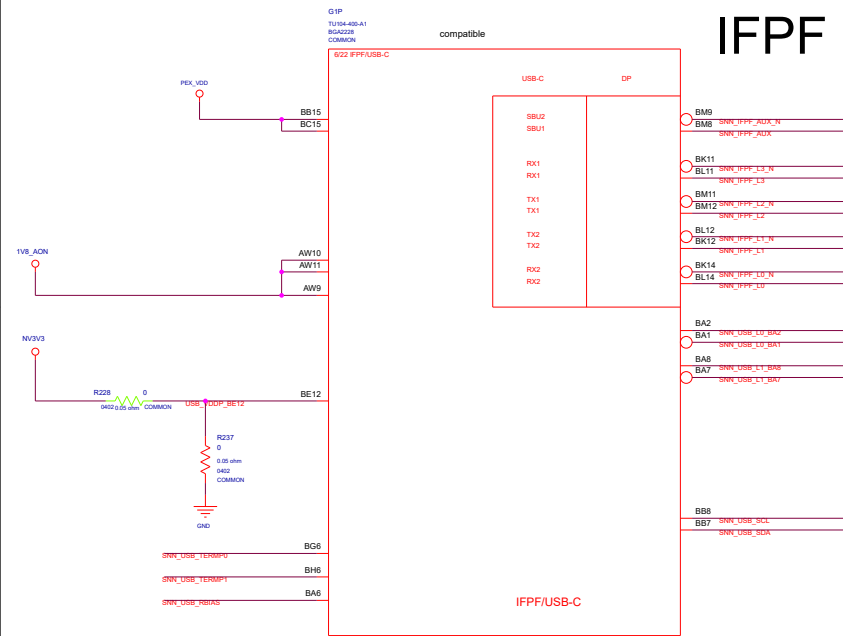 G1P
TU104-400-A1
BGA2228
COMMON
compatible
IFPF
6/22 IFPF/USB-C
USB-C
DP
PEX_VDD
BB15
BC15
SBU2
SBU1
BM9
SNN_IFPF_AUX_N
BM8
SNN_IFPF_AUX
RX1
RX1
BK11
SNN_IFPF_L3_N
BL11
SNN_IFPF_L3
TX1
TX1
BM11
SNN_IFPF_L2_N
BM12
SNN_IFPF_L2
TX2
TX2
BL12
SNN_IFPF_L1_N
BK12
SNN_IFPF_L1
RX2
RX2
BK14
SNN_IFPF_L0_N
BL14
SNN_IFPF_L0
1V8_AON
AW10
AW11
AW9
BA2
SNN_USB_L0_BA2
BA1
SNN_USB_L0_BA1
BA8
SNN_USB_L1_BA8
BA7
SNN_USB_L1_BA7
NV3V3
R228
0
0402
0.05 ohm
COMMON
USB_VDDP_BE12
BE12
R237
0
0.05 ohm
0402
COMMON
GND
BB8
SNN_USB_SCL
BB7
SNN_USB_SDA
BG6
SNN_USB_TERMP0
BH6
SNN_USB_TERMP1
BA6
SNN_USB_RBIAS
IFPF/USB-C